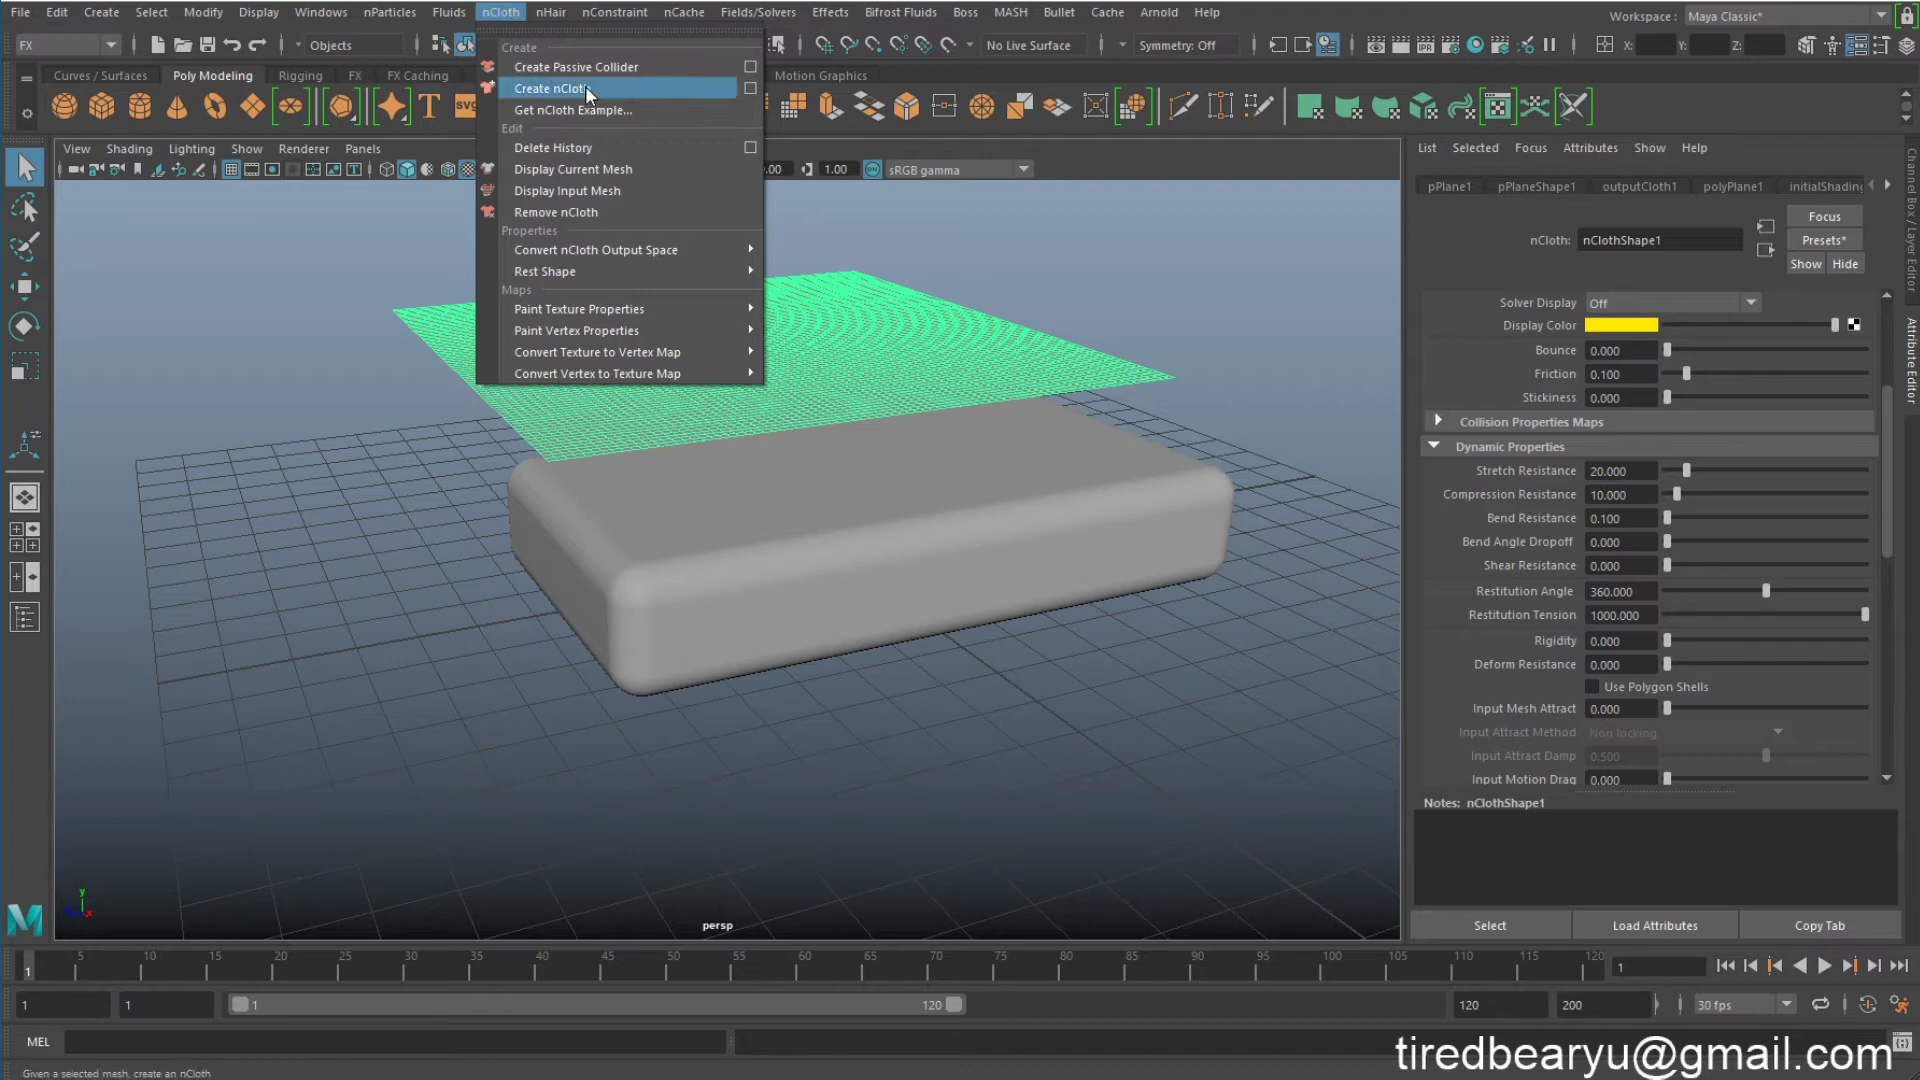 File Edit Create Select Modify Display Windows nParticles Fluids nCloth nHair nConstraint nCache Fields/Solvers Effects Bifrost Fluids Boss MASH Bullet Cache Arnold Help
Workspace : Maya Classic*
FX Objects No Live Surface Symmetry: Off X: Y: Z:
Curves / Surfaces Poly Modeling Rigging FX FX Caching Motion Graphics
T SVG
View Shading Lighting Show Renderer Panels
.00 1.00 sRGB gamma
Create
Create Passive Collider
Create nCloth
Get nCloth Example...
Edit
Delete History
Display Current Mesh
Display Input Mesh
Remove nCloth
Properties
Convert nCloth Output Space
Rest Shape
Maps
Paint Texture Properties
Paint Vertex Properties
Convert Texture to Vertex Map
Convert Vertex to Texture Map
List Selected Focus Attributes Show Help
pPlane1 pPlaneShape1 outputCloth1 polyPlane1 initialShading
Focus
nCloth: nClothShape1 Presets*
Show Hide
Solver Display Off
Display Color
Bounce 0.000
Friction 0.100
Stickiness 0.000
Collision Properties Maps
Dynamic Properties
Stretch Resistance 20.000
Compression Resistance 10.000
Bend Resistance 0.100
Bend Angle Dropoff 0.000
Shear Resistance 0.000
Restitution Angle 360.000
Restitution Tension 1000.000
Rigidity 0.000
Deform Resistance 0.000
Use Polygon Shells
Input Mesh Attract 0.000
Input Attract Method Non locking
Input Attract Damp 0.500
Input Motion Drag 0.000
Notes: nClothShape1
Select Load Attributes Copy Tab
Channel Box / Layer Editor
Attribute Editor
y
x
persp
1 5 10 15 20 25 30 35 40 45 50 55 60 65 70 75 80 85 90 95 100 105 110 115 120 1
1 1 1 120 120 200 30 fps
MEL
Given a selected mesh, create an nCloth
tiredbearyu@gmail.com